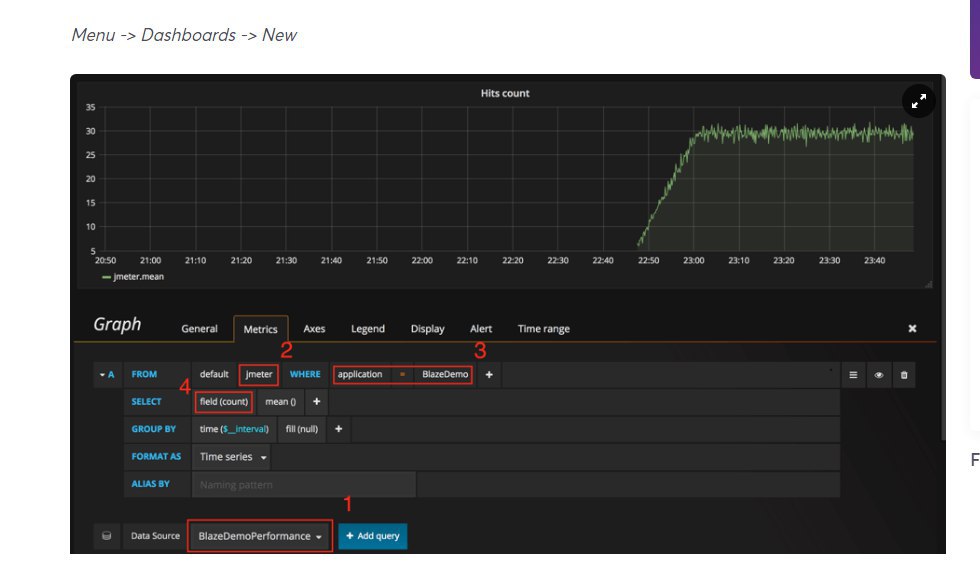 Menu -> Dashboards -> New
Hits count
35
30
25
20
15
10
5
20:50 21:00 21:10 21:20 21:30 21:40 21:50 22:00 22:10 22:20 22:30 22:40 22:50 23:00 23:10 23:20 23:30 23:40
jmeter.mean
Graph General Metrics Axes Legend Display Alert Time range ×
2 3
A FROM default jmeter WHERE application = BlazeDemo +
4
SELECT field (count) mean () +
GROUP BY time ($__interval) fill (null) +
FORMAT AS Time series
ALIAS BY Naming pattern
1
Data Source BlazeDemoPerformance + Add query
F